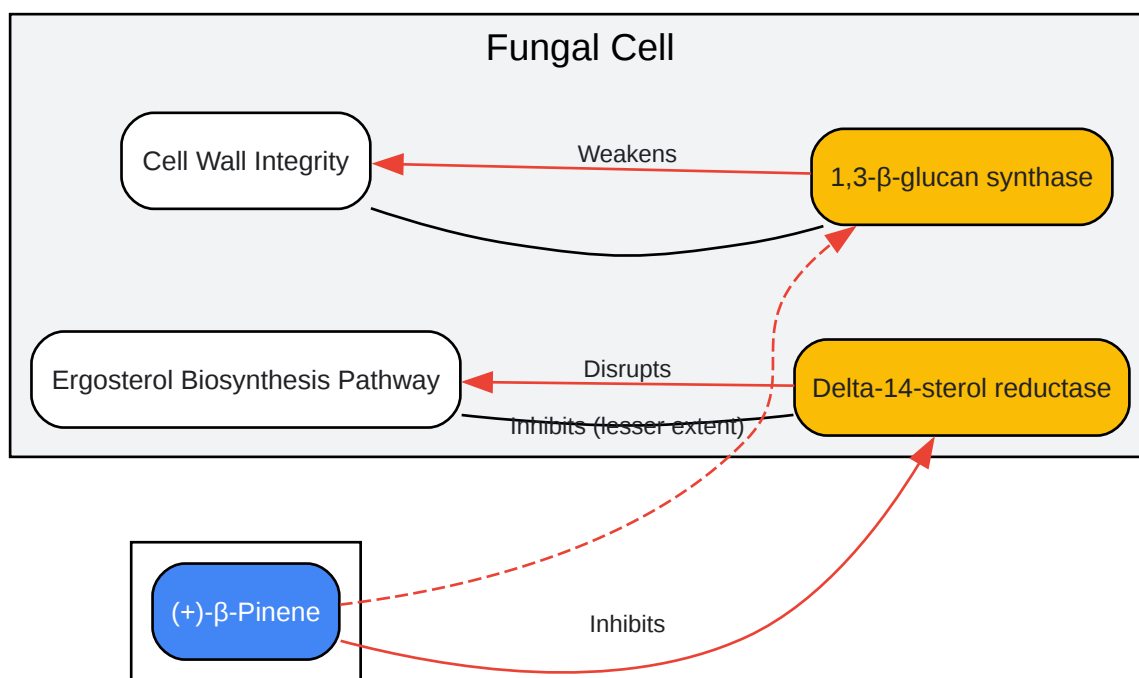 Fungal Cell
Cell Wall Integrity
Weakens
1,3-β-glucan synthase
Ergosterol Biosynthesis Pathway
Disrupts
Delta-14-sterol reductase
Inhibits (lesser extent)
(+)-β-Pinene
Inhibits